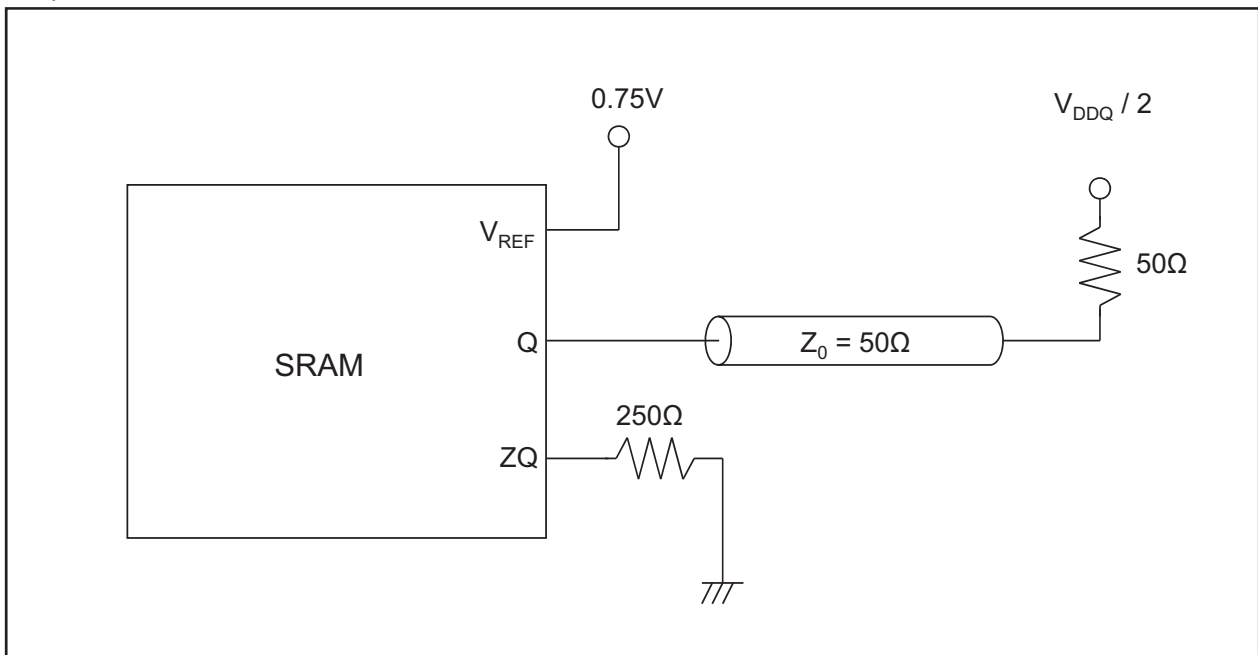 0.75V
V_DDQ / 2
V_REF
50Ω
Q
Z_0 = 50Ω
SRAM
250Ω
ZQ